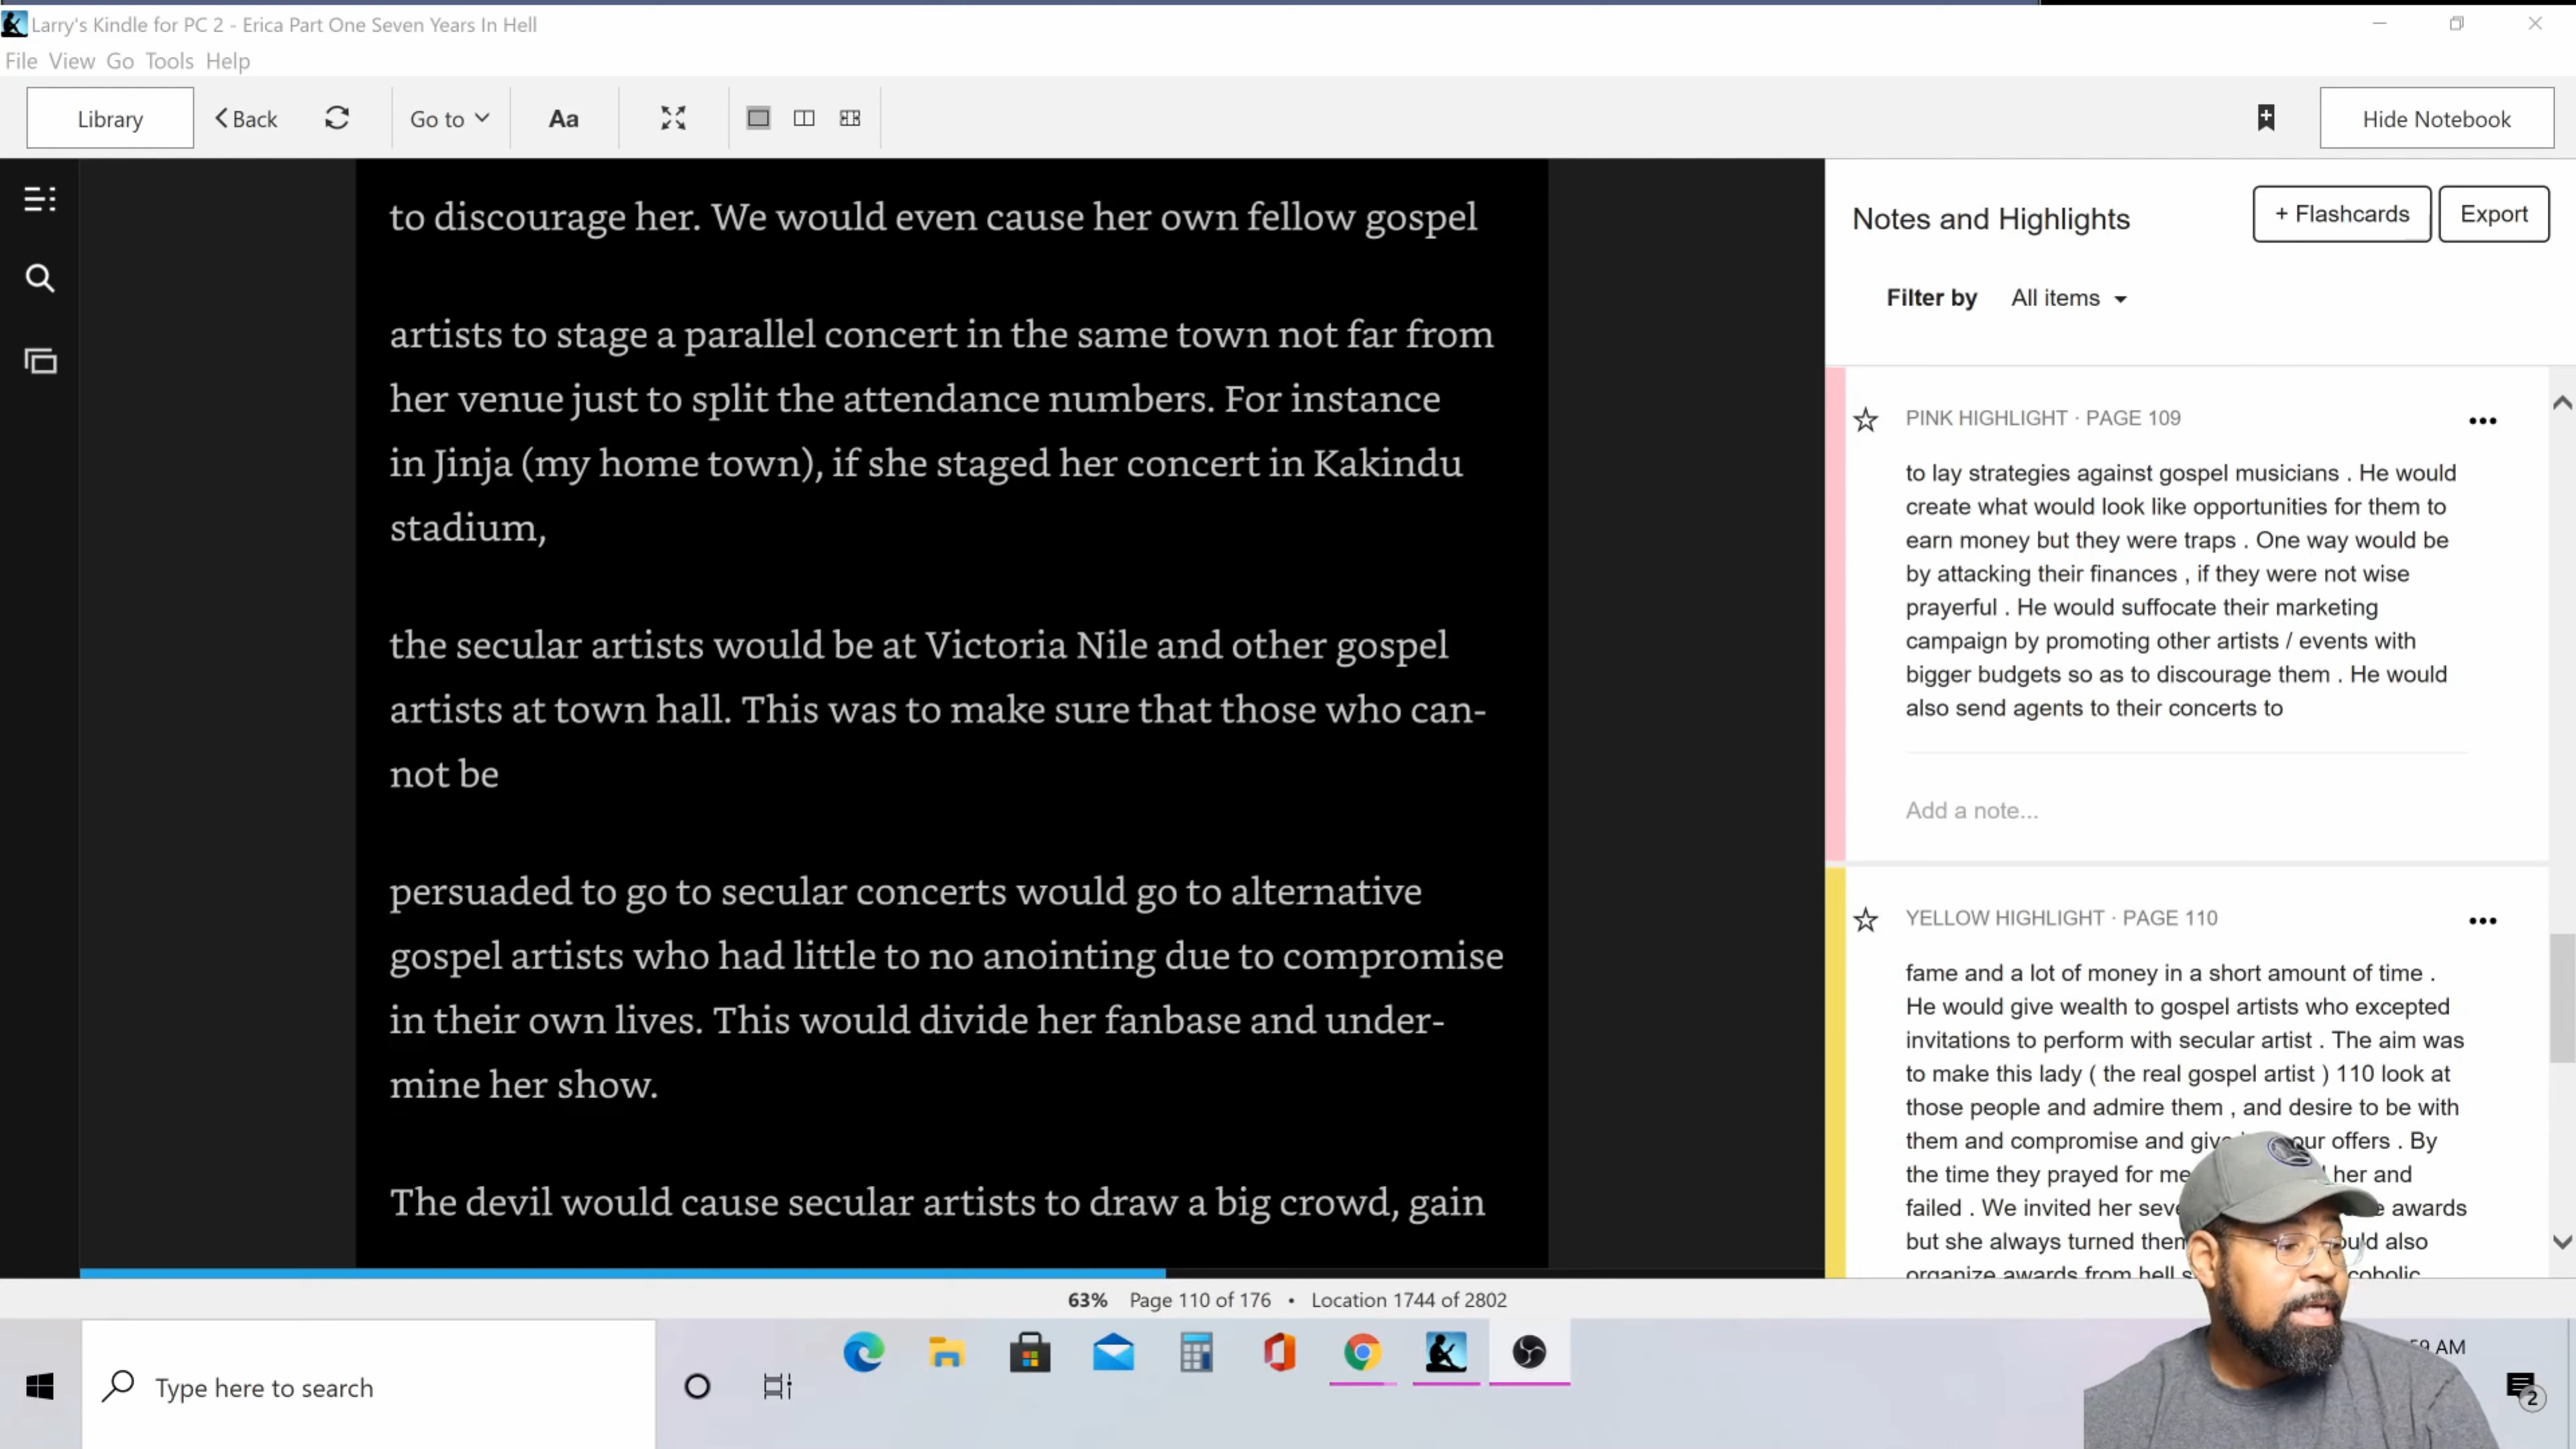 Larry's Kindle for PC 2 - Erica Part One Seven Years In Hell
File View Go Tools Help
Library
Back
Go to
Aa
Hide Notebook
to discourage her. We would even cause her own fellow gospel
artists to stage a parallel concert in the same town not far from
her venue just to split the attendance numbers. For instance
in Jinja (my home town), if she staged her concert in Kakindu
stadium,
the secular artists would be at Victoria Nile and other gospel
artists at town hall. This was to make sure that those who can-
not be
persuaded to go to secular concerts would go to alternative
gospel artists who had little to no anointing due to compromise
in their own lives. This would divide her fanbase and under-
mine her show.
The devil would cause secular artists to draw a big crowd, gain
Notes and Highlights
+ Flashcards
Export
Filter by All items
PINK HIGHLIGHT · PAGE 109
to lay strategies against gospel musicians . He would
create what would look like opportunities for them to
earn money but they were traps . One way would be
by attacking their finances , if they were not wise
prayerful . He would suffocate their marketing
campaign by promoting other artists / events with
bigger budgets so as to discourage them . He would
also send agents to their concerts to
Add a note...
YELLOW HIGHLIGHT · PAGE 110
fame and a lot of money in a short amount of time .
He would give wealth to gospel artists who excepted
invitations to perform with secular artist . The aim was
to make this lady ( the real gospel artist ) 110 look at
those people and admire them , and desire to be with
them and compromise and offers . By
the time they prayed for her and
failed . We invited her awards
but she always turned also
organize awards from hell
63% Page 110 of 176 • Location 1744 of 2802
Type here to search
AM
2